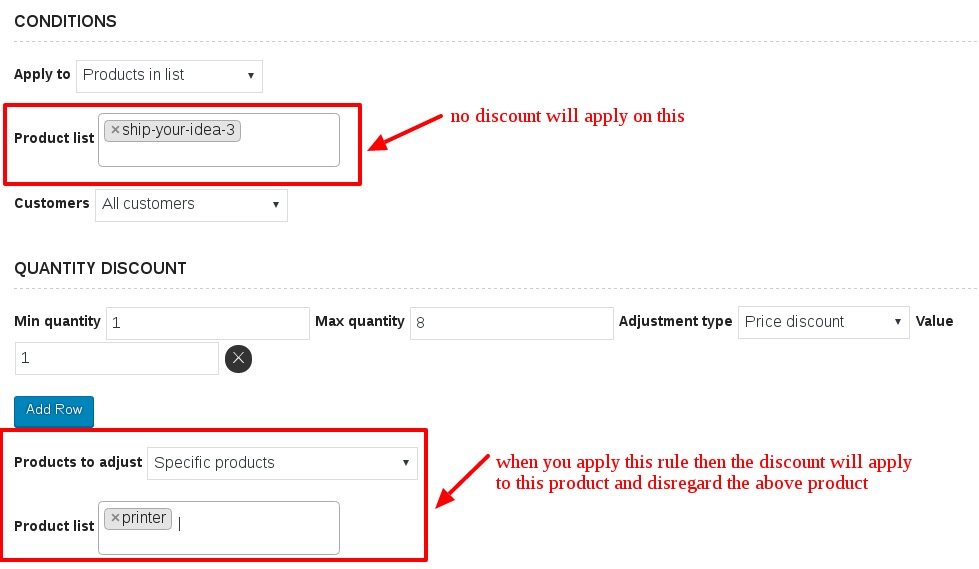 CONDITIONS
Apply to Products in list
no discount will apply on this
Product list ×ship-your-idea-3
Customers All customers
QUANTITY DISCOUNT
Min quantity 1 Max quantity 8 Adjustment type Price discount Value
1 X
Add Row
Products to adjust Specific products
when you apply this rule then the discount will apply
to this product and disregard the above product
Product list ×printer